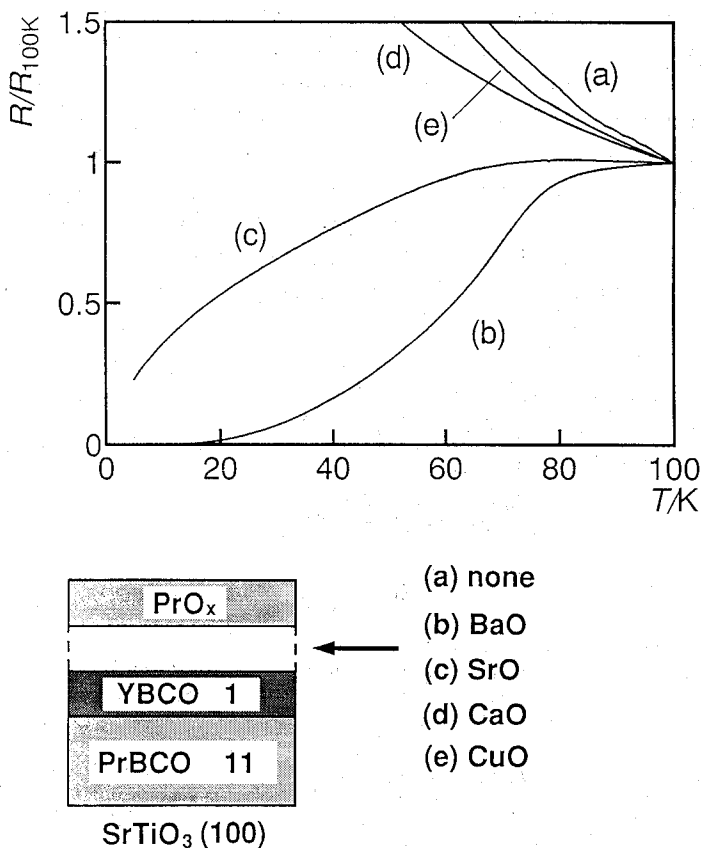 1.5
R/R100K
(d)
(a)
(e)
1
(c)
0.5
(b)
0
0 20 40 60 80 100
T/K
PrOx
YBCO 1
PrBCO 11
SrTiO3 (100)
(a) none
(b) BaO
(c) SrO
(d) CaO
(e) CuO